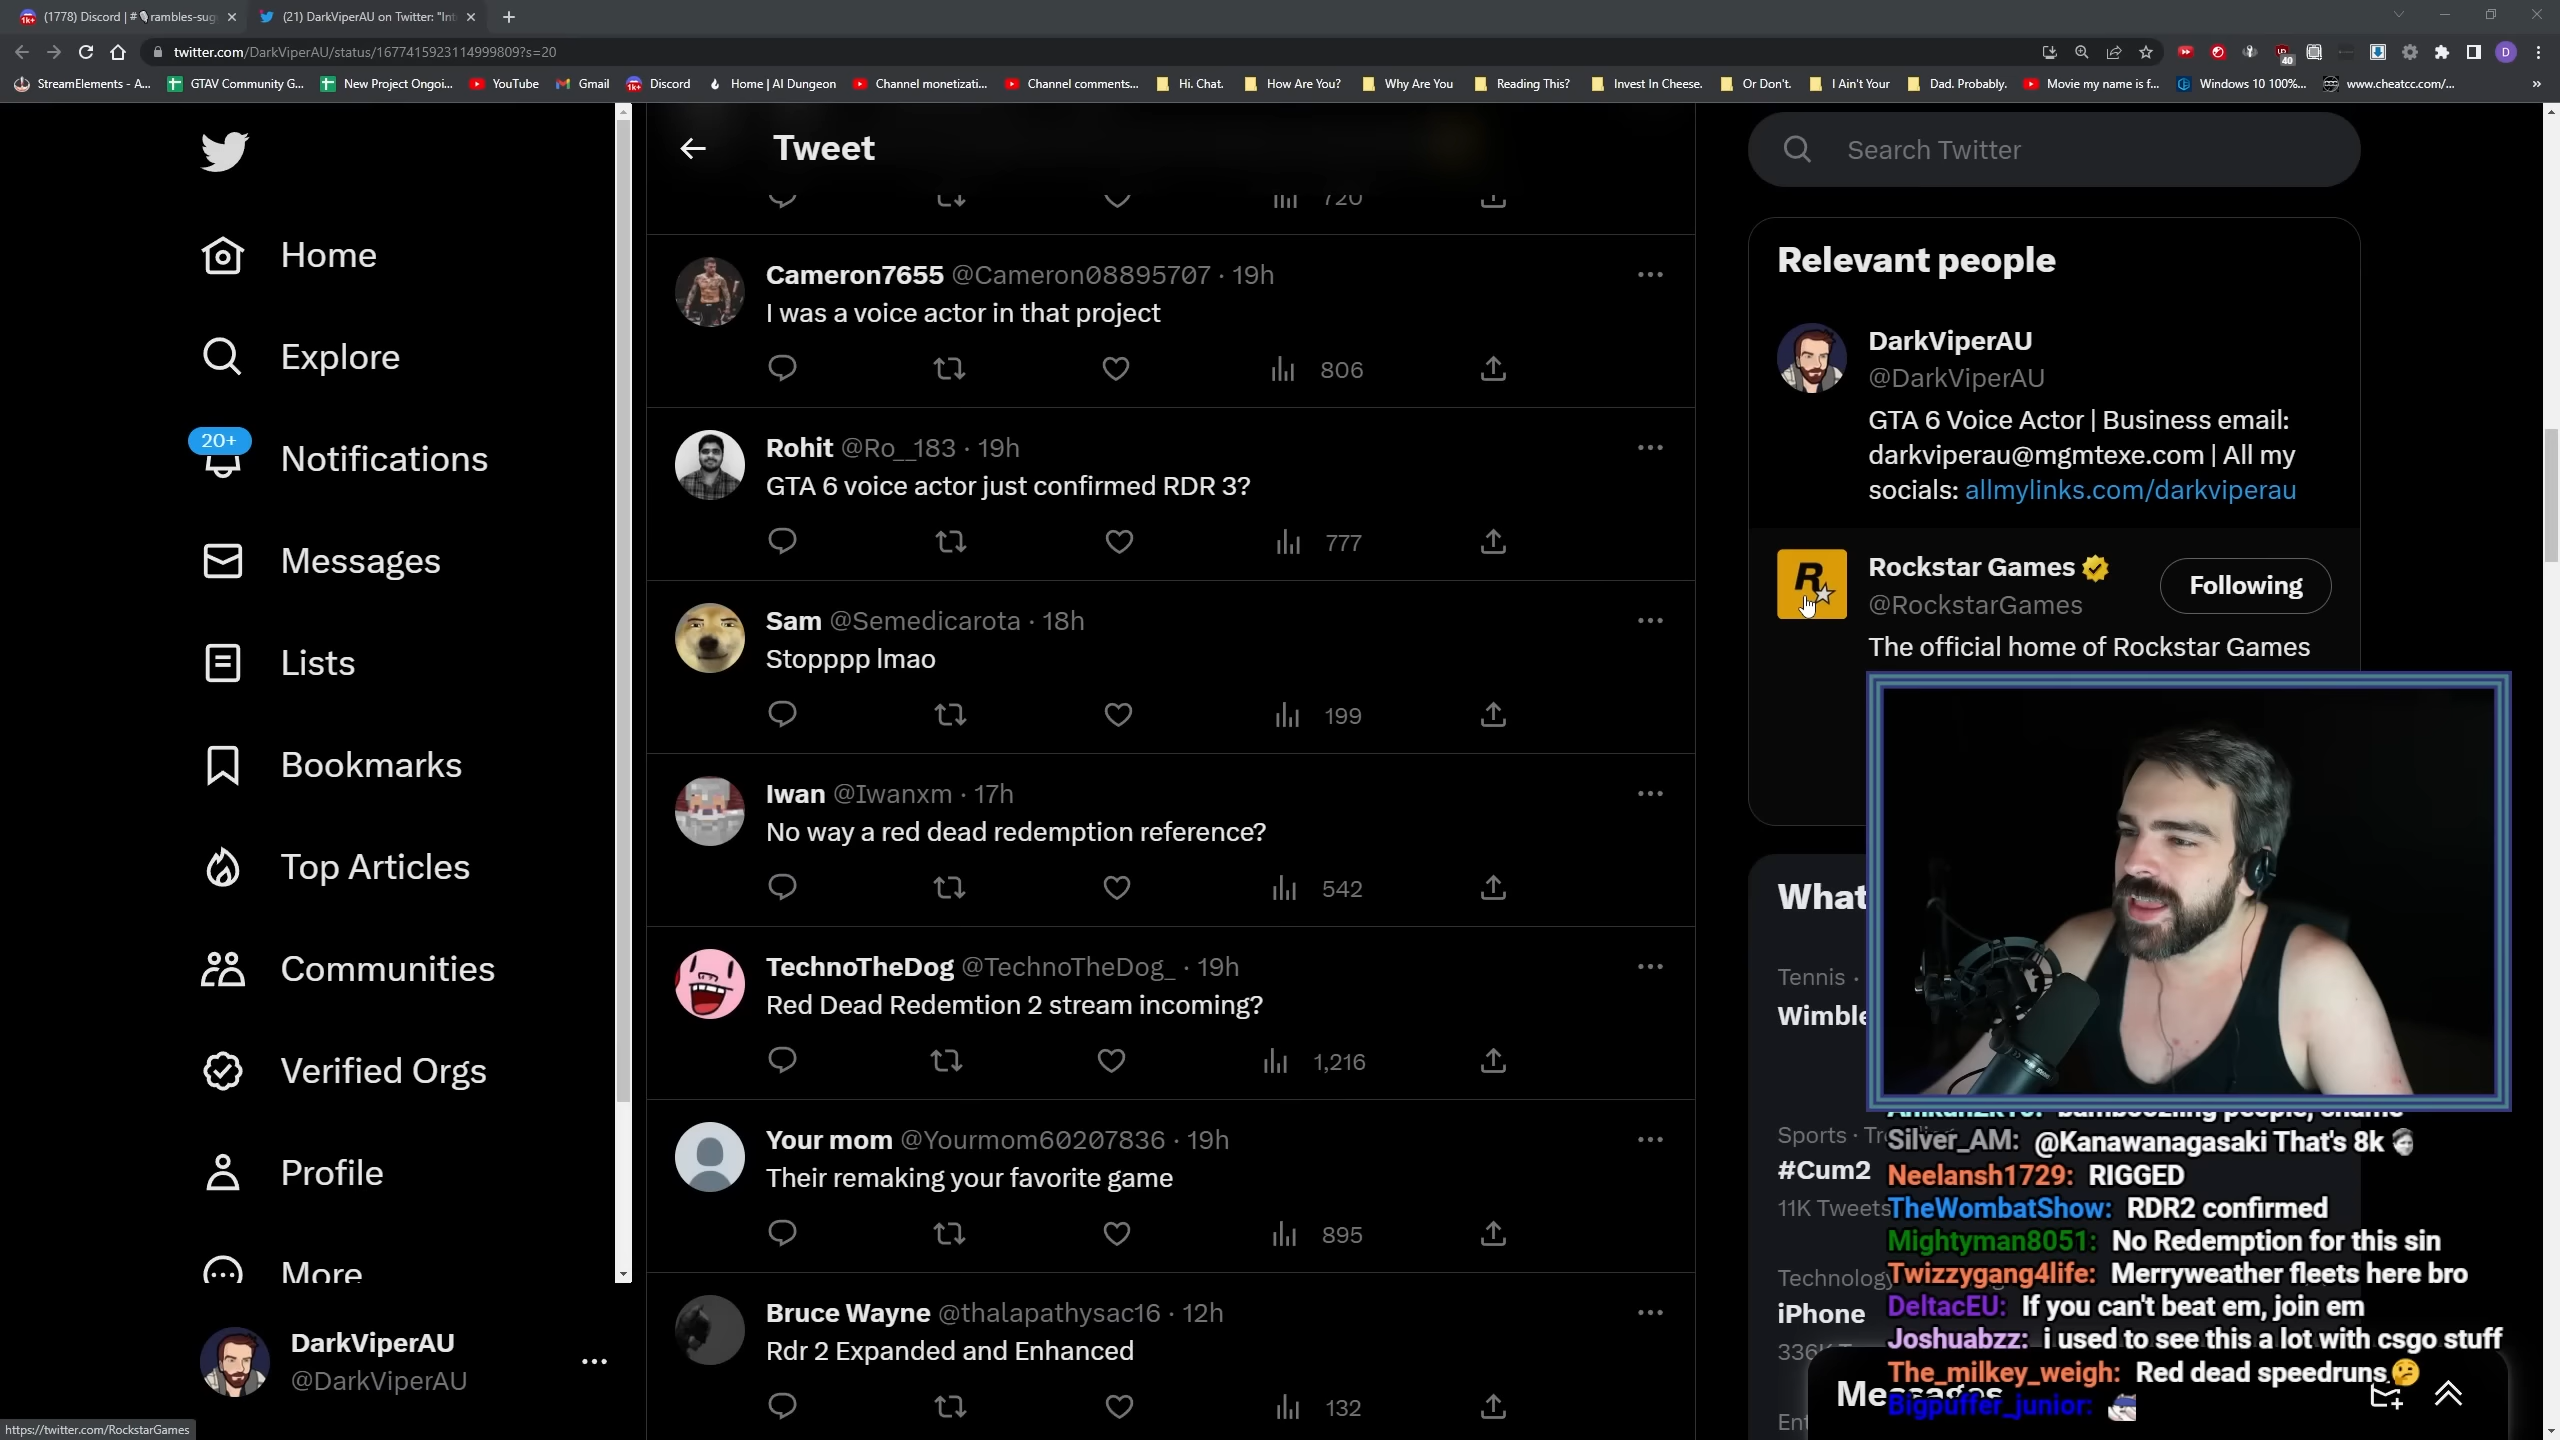 (1778) Discord | #🗣rambles-sug
(21) DarkViperAU on Twitter: "Int
twitter.com/DarkViperAU/status/1677415923114999809?s=20
40
D
StreamElements - A...
GTAV Community G...
New Project Ongoi...
YouTube
Gmail
Discord
Home | AI Dungeon
Channel monetizati...
Channel comments...
Hi. Chat.
How Are You?
Why Are You
Reading This?
Invest In Cheese.
Or Don't.
I Ain't Your
Dad. Probably.
Movie my name is f...
Windows 10 100%...
www.cheatcc.com/...
»
Home
Explore
20+
Notifications
Messages
Lists
Bookmarks
Top Articles
Communities
Verified Orgs
Profile
More
DarkViperAU
@DarkViperAU
https://twitter.com/RockstarGames
Tweet
720
Cameron7655 @Cameron08895707 · 19h
I was a voice actor in that project
806
Rohit @Ro__183 · 19h
GTA 6 voice actor just confirmed RDR 3?
777
Sam @Semedicarota · 18h
Stopppp lmao
199
Iwan @Iwanxm · 17h
No way a red dead redemption reference?
542
TechnoTheDog @TechnoTheDog_ · 19h
Red Dead Redemtion 2 stream incoming?
1,216
Your mom @Yourmom60207836 · 19h
Their remaking your favorite game
895
Bruce Wayne @thalapathysac16 · 12h
Rdr 2 Expanded and Enhanced
132
Search Twitter
Relevant people
DarkViperAU
@DarkViperAU
GTA 6 Voice Actor | Business email:
darkviperau@mgmtexe.com | All my
socials: allmylinks.com/darkviperau
R
Rockstar Games
@RockstarGames
Following
The official home of Rockstar Games
What
Tennis ·
Wimble
Sports · Tr
#Cum2
11K Tweets
Technology
iPhone
336K T
Ent
Messages
bamboozling people, shame
Silver_AM: @Kanawanagasaki That's 8k
Neelansh1729: RIGGED
TheWombatShow: RDR2 confirmed
Mightyman8051: No Redemption for this sin
Twizzygang4life: Merryweather fleets here bro
DeltacEU: If you can't beat em, join em
Joshuabzz: i used to see this a lot with csgo stuff
The_milkey_weigh: Red dead speedruns🤔
Bigpuffer_junior: